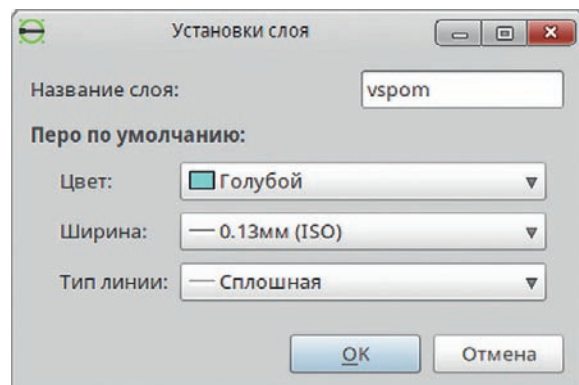 Установки слоя
Название слоя: vspom
Перо по умолчанию:
Цвет: Голубой
Ширина: 0.13мм (ISO)
Тип линии: Сплошная
OK Отмена